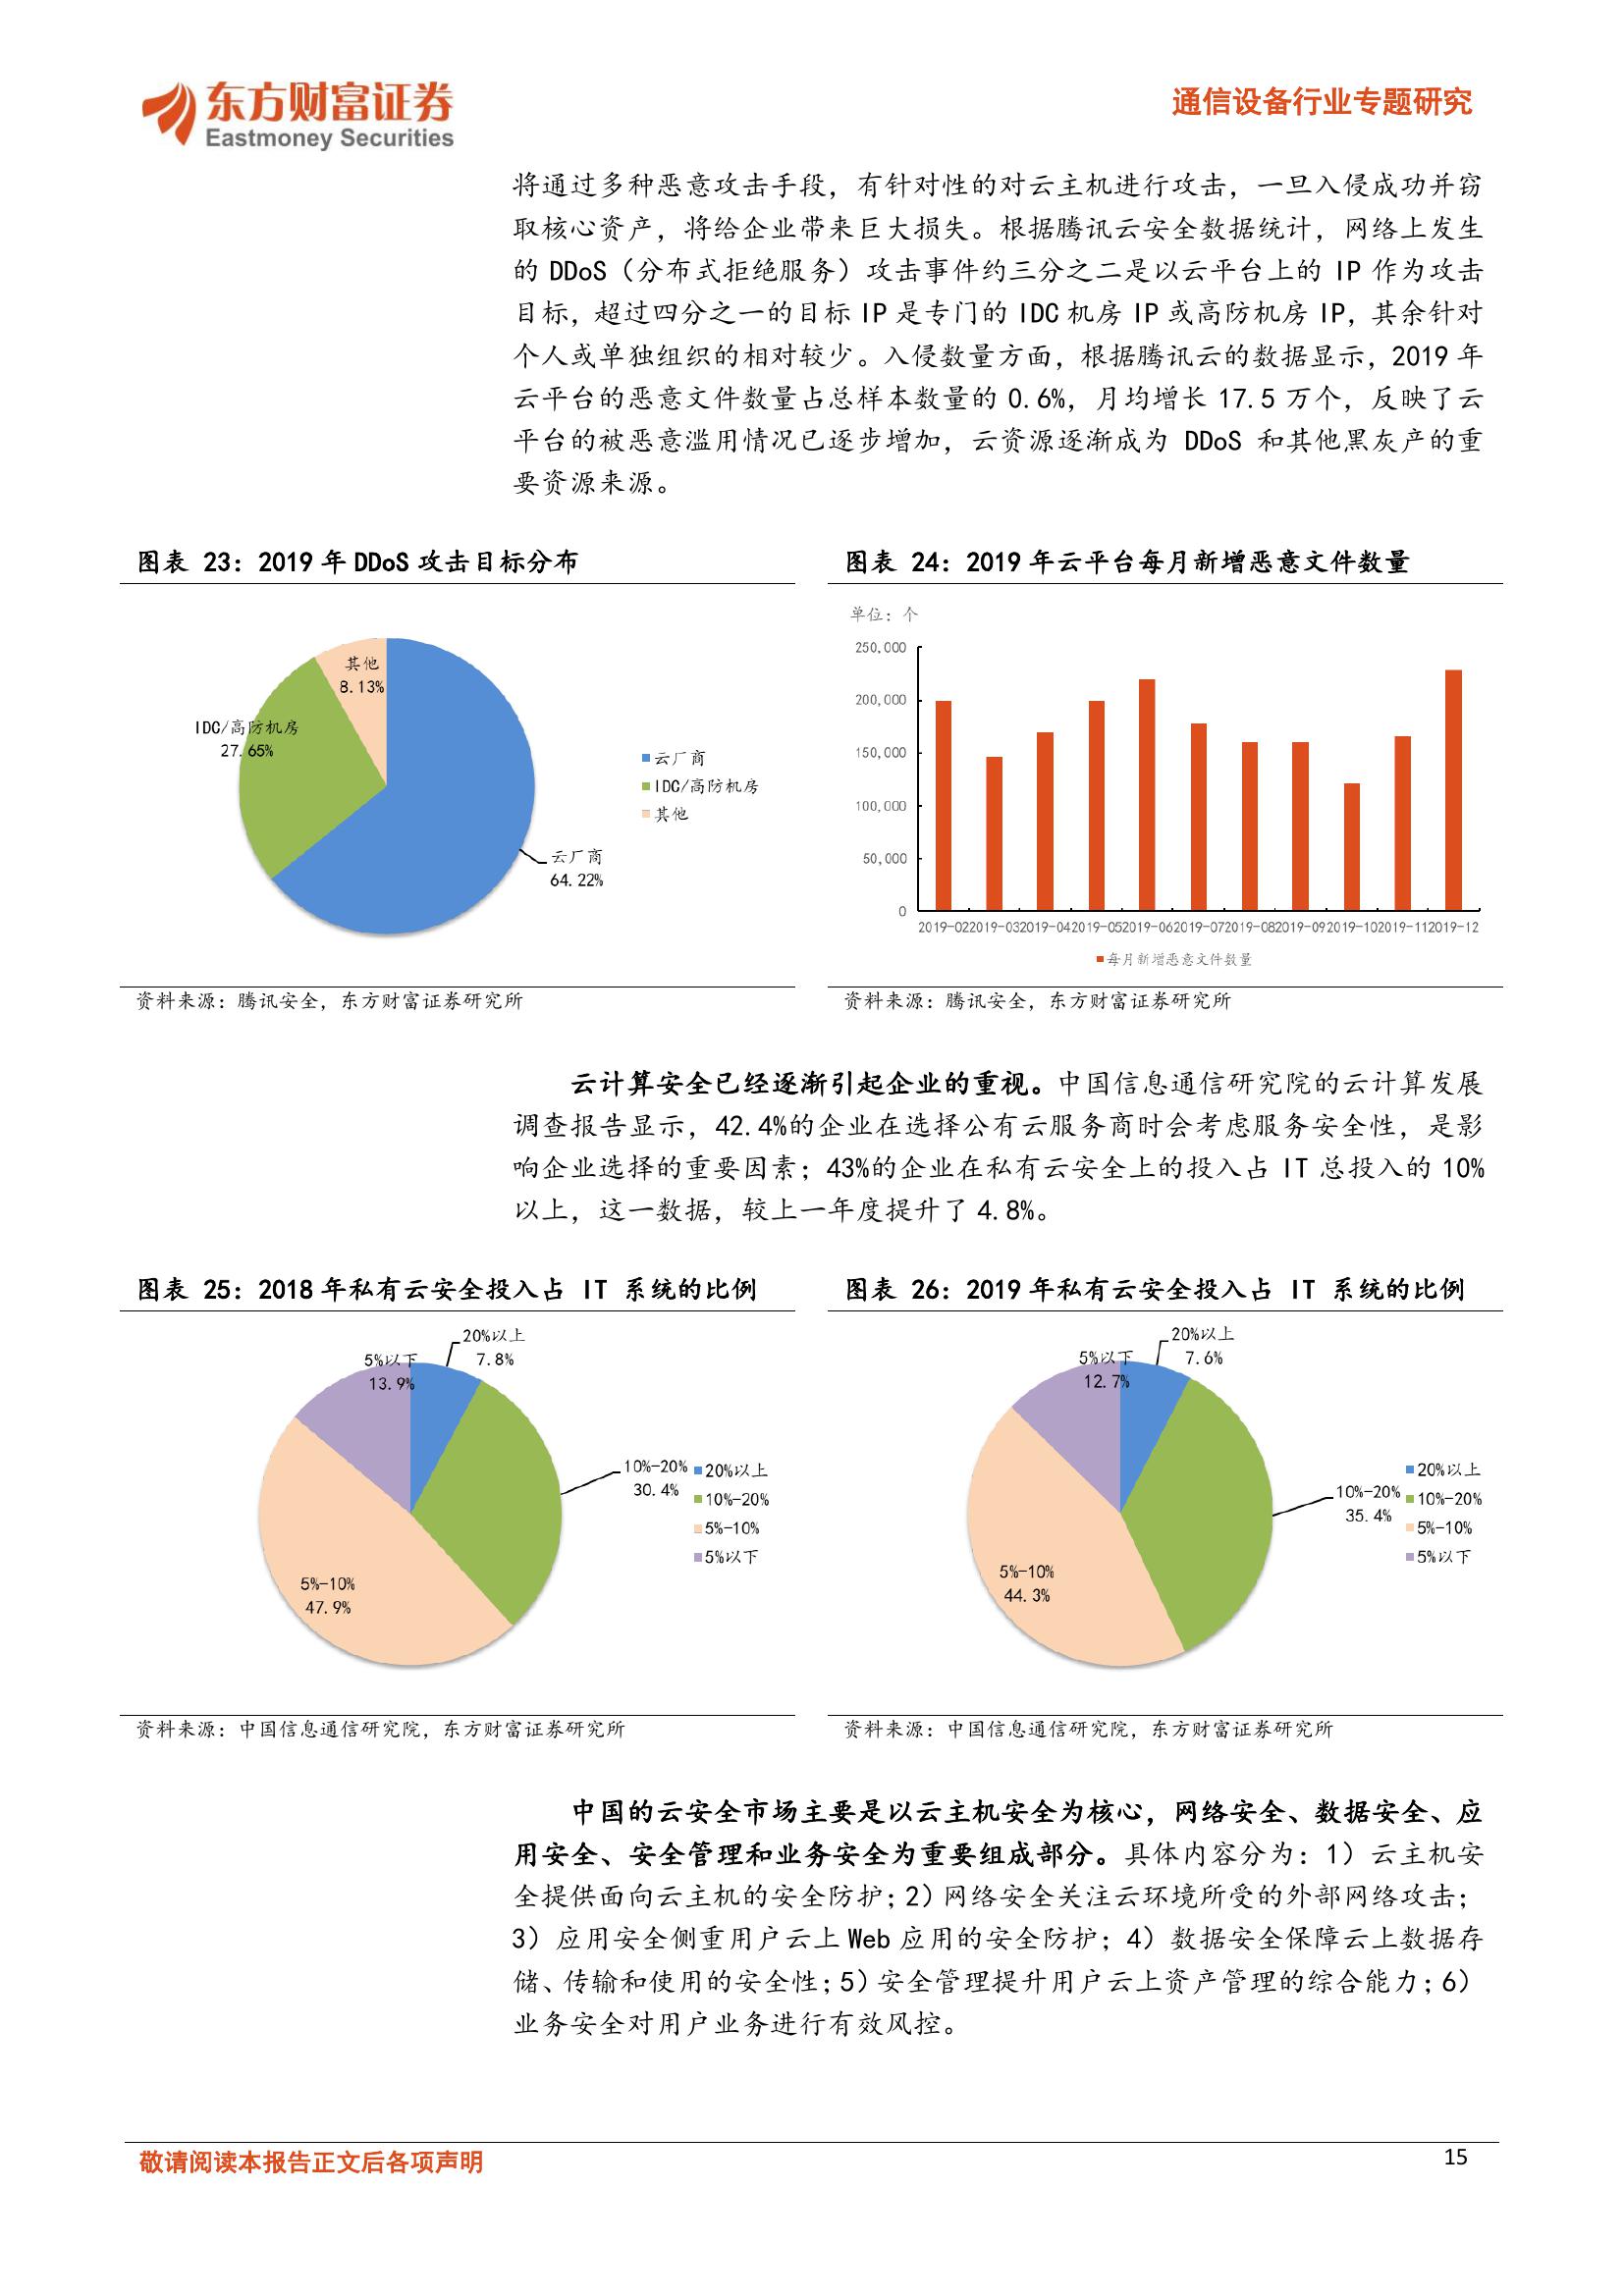 东方财富证券
Eastmoney Securities
通信设备行业专题研究
将通过多种恶意攻击手段，有针对性的对云主机进行攻击，一旦入侵成功并窃
取核心资产，将给企业带来巨大损失。根据腾讯云安全数据统计，网络上发生
的 DDoS（分布式拒绝服务）攻击事件约三分之二是以云平台上的 IP 作为攻击
目标，超过四分之一的目标 IP 是专门的 IDC 机房 IP 或高防机房 IP，其余针对
个人或单独组织的相对较少。入侵数量方面，根据腾讯云的数据显示，2019 年
云平台的恶意文件数量占总样本数量的 0.6%，月均增长 17.5 万个，反映了云
平台的被恶意滥用情况已逐步增加，云资源逐渐成为 DDoS 和其他黑灰产的重
要资源来源。
图表 23：2019 年 DDoS 攻击目标分布
其他
8.13%
IDC/高防机房
27.65%
云厂商
64.22%
云厂商
IDC/高防机房
其他
资料来源：腾讯安全，东方财富证券研究所
图表 24：2019 年云平台每月新增恶意文件数量
单位：个
250,000
200,000
150,000
100,000
50,000
0
2019-02 2019-03 2019-04 2019-05 2019-06 2019-07 2019-08 2019-09 2019-10 2019-11 2019-12
每月新增恶意文件数量
资料来源：腾讯安全，东方财富证券研究所
云计算安全已经逐渐引起企业的重视。中国信息通信研究院的云计算发展
调查报告显示，42.4%的企业在选择公有云服务商时会考虑服务安全性，是影
响企业选择的重要因素；43%的企业在私有云安全上的投入占 IT 总投入的 10%
以上，这一数据，较上一年度提升了 4.8%。
图表 25：2018 年私有云安全投入占 IT 系统的比例
20%以上
7.8%
5%以下
13.9%
10%-20%
30.4%
5%-10%
47.9%
20%以上
10%-20%
5%-10%
5%以下
资料来源：中国信息通信研究院，东方财富证券研究所
图表 26：2019 年私有云安全投入占 IT 系统的比例
20%以上
7.6%
5%以下
12.7%
10%-20%
35.4%
5%-10%
44.3%
20%以上
10%-20%
5%-10%
5%以下
资料来源：中国信息通信研究院，东方财富证券研究所
中国的云安全市场主要是以云主机安全为核心，网络安全、数据安全、应
用安全、安全管理和业务安全为重要组成部分。具体内容分为：1）云主机安
全提供面向云主机的安全防护；2）网络安全关注云环境所受的外部网络攻击；
3）应用安全侧重用户云上 Web 应用的安全防护；4）数据安全保障云上数据存
储、传输和使用的安全性；5）安全管理提升用户云上资产管理的综合能力；6）
业务安全对用户业务进行有效风控。
敬请阅读本报告正文后各项声明
15